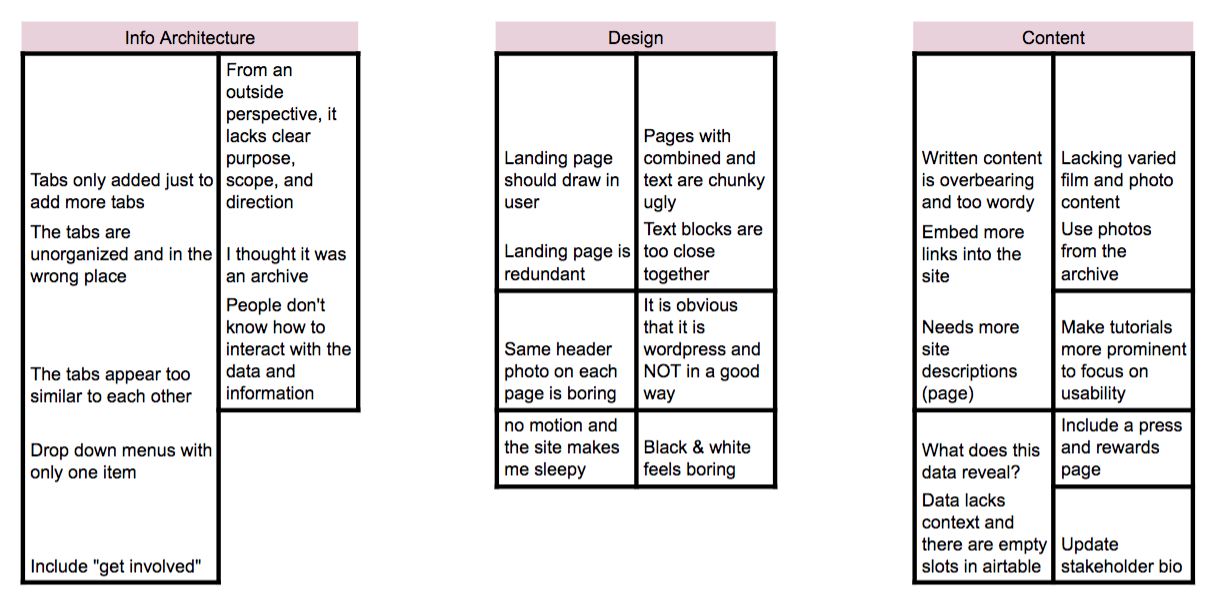 Info Architecture
Tabs only added just to
add more tabs
The tabs are
unorganized and in the
wrong place
The tabs appear too
similar to each other
Drop down menus with
only one item
Include "get involved"
From an
outside
perspective, it
lacks clear
purpose,
scope, and
direction
I thought it was
an archive
People don't
know how to
interact with the
data and
information
Design
Landing page
should draw in
user
Landing page is
redundant
Same header
photo on each
page is boring
no motion and
the site makes
me sleepy
Pages with
combined and
text are chunky
ugly
Text blocks are
too close
together
It is obvious
that it is
wordpress and
NOT in a good
way
Black & white
feels boring
Content
Written content
is overbearing
and too wordy
Embed more
links into the
site
Needs more
site
descriptions
(page)
What does this
data reveal?
Data lacks
context and
there are empty
slots in airtable
Lacking varied
film and photo
content
Use photos
from the
archive
Make tutorials
more prominent
to focus on
usability
Include a press
and rewards
page
Update
stakeholder bio